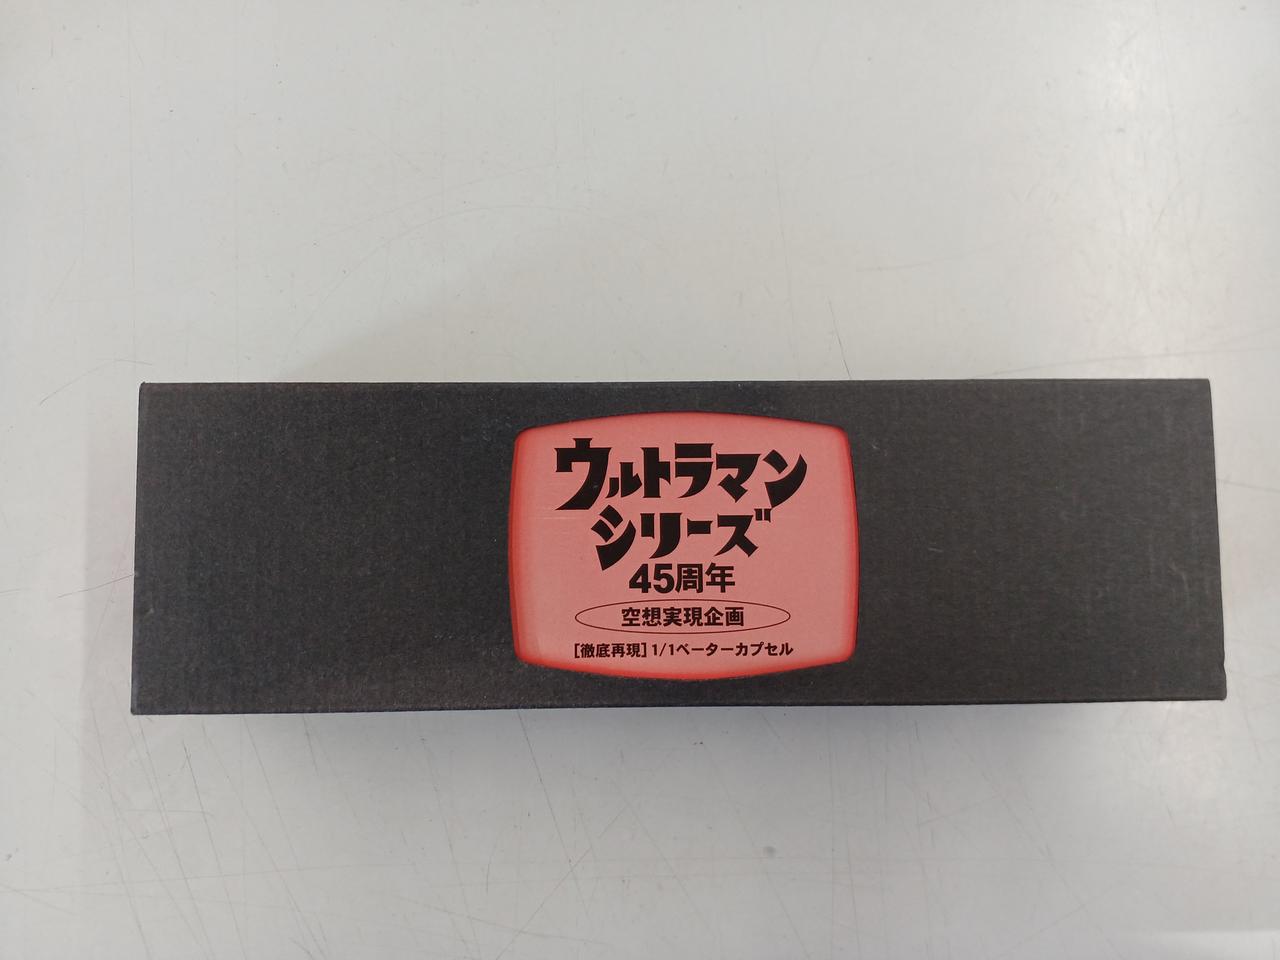 ウルトラマン
シリーズ
45周年
空想実現企画
[徹底再現]1/1ベーターカプセル